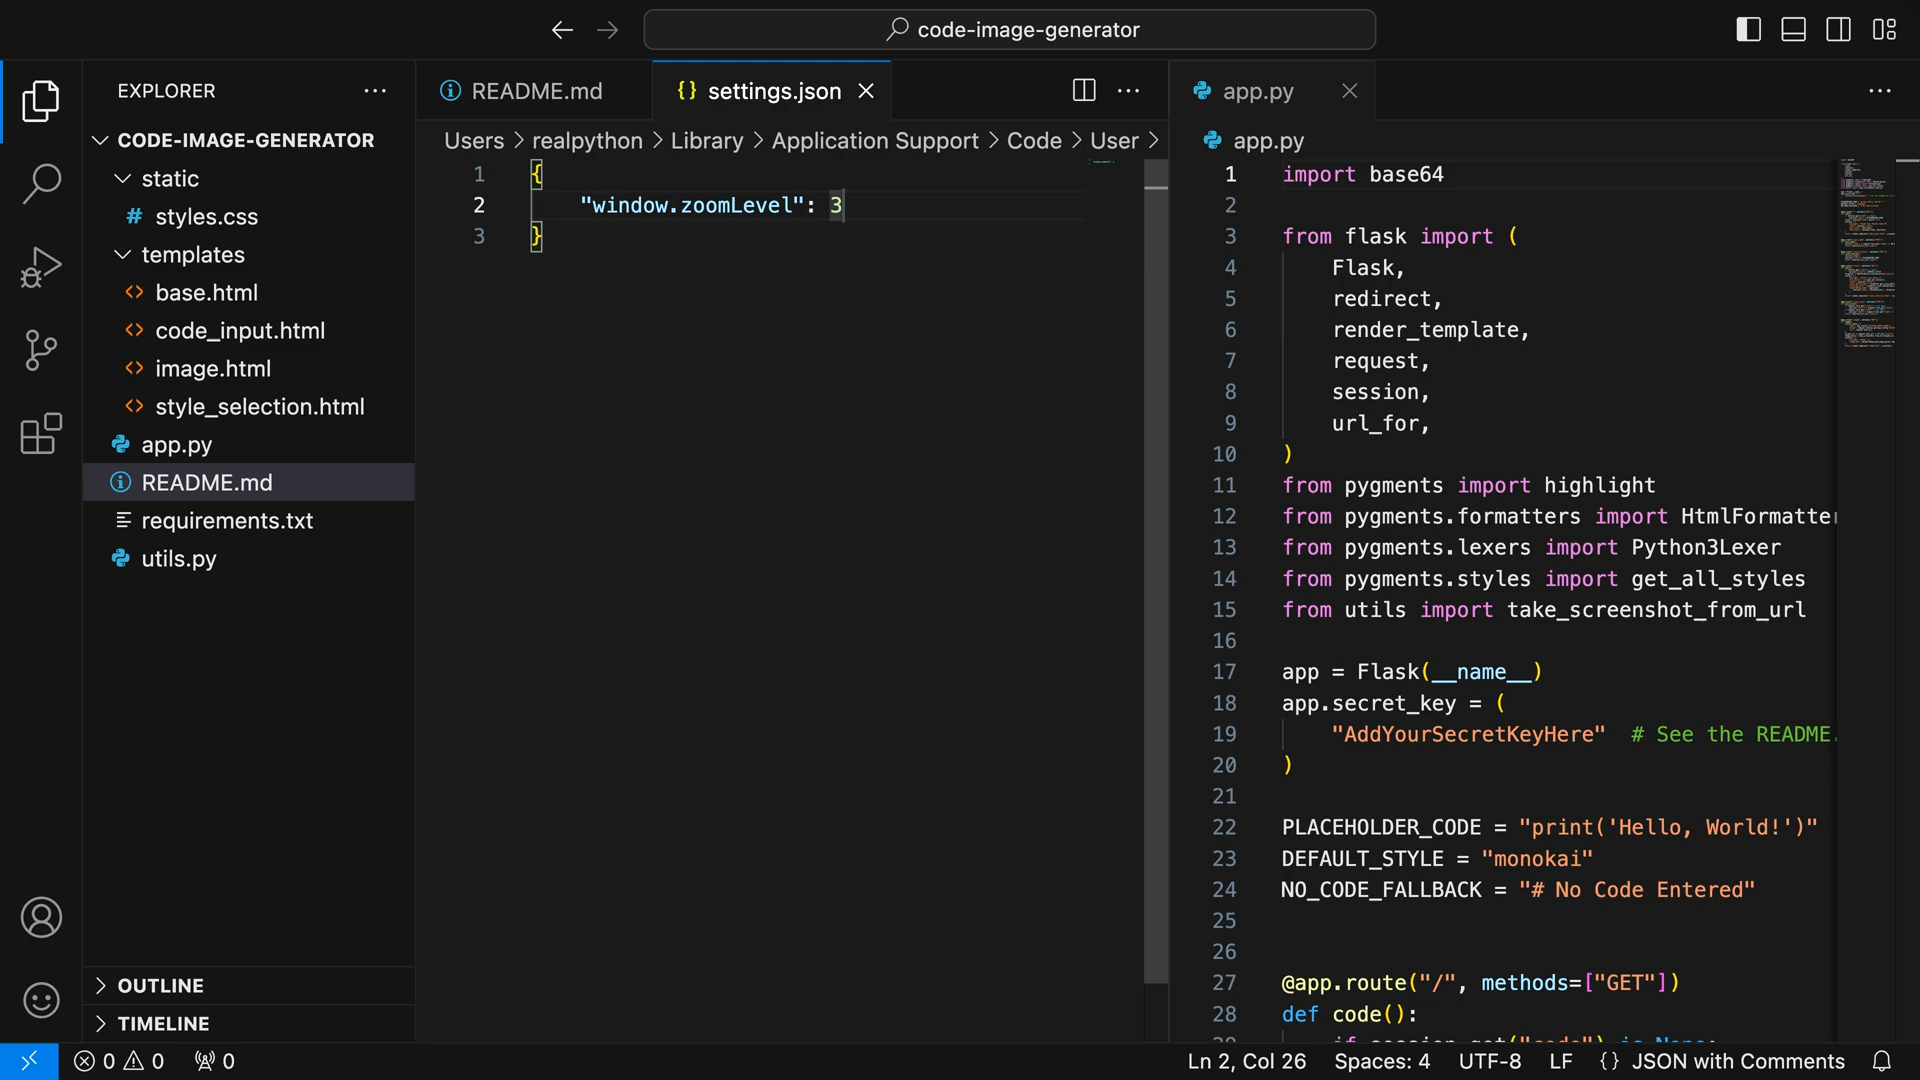 code-image-generator
EXPLORER
CODE-IMAGE-GENERATOR
static
# styles.css
templates
<> base.html
<> code_input.html
<> image.html
<> style_selection.html
app.py
README.md
requirements.txt
utils.py
OUTLINE
TIMELINE
README.md
{} settings.json
Users > realpython > Library > Application Support > Code > User >
1 {
2 "window.zoomLevel": 3
3 }
app.py
app.py
1 import base64
2
3 from flask import (
4 Flask,
5 redirect,
6 render_template,
7 request,
8 session,
9 url_for,
10 )
11 from pygments import highlight
12 from pygments.formatters import HtmlFormatter
13 from pygments.lexers import Python3Lexer
14 from pygments.styles import get_all_styles
15 from utils import take_screenshot_from_url
16
17 app = Flask(__name__)
18 app.secret_key = (
19 "AddYourSecretKeyHere" # See the README.
20 )
21
22 PLACEHOLDER_CODE = "print('Hello, World!')"
23 DEFAULT_STYLE = "monokai"
24 NO_CODE_FALLBACK = "# No Code Entered"
25
26
27 @app.route("/", methods=["GET"])
28 def code():
29 if session.get("code") is None:
0 0 0 Ln 2, Col 26 Spaces: 4 UTF-8 LF {} JSON with Comments